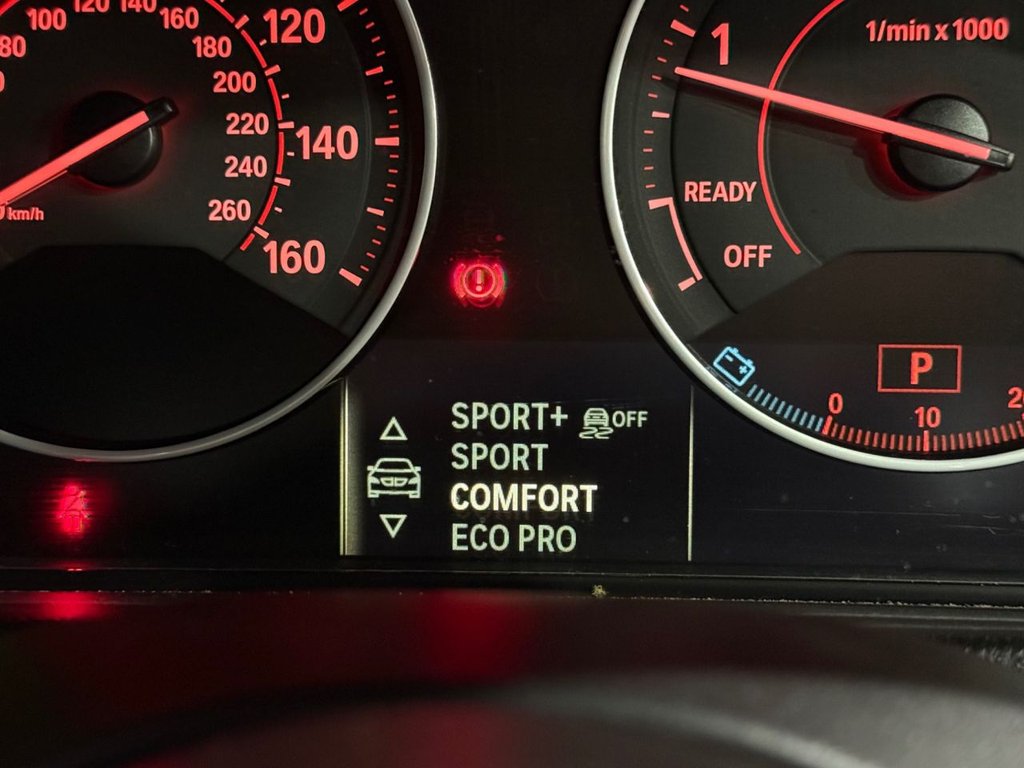 100
120
140
160
80
180
200
220
240
260
km/h
120
140
160
1
1/min x 1000
READY
OFF
P
0
10
SPORT+ OFF
SPORT
COMFORT
ECO PRO